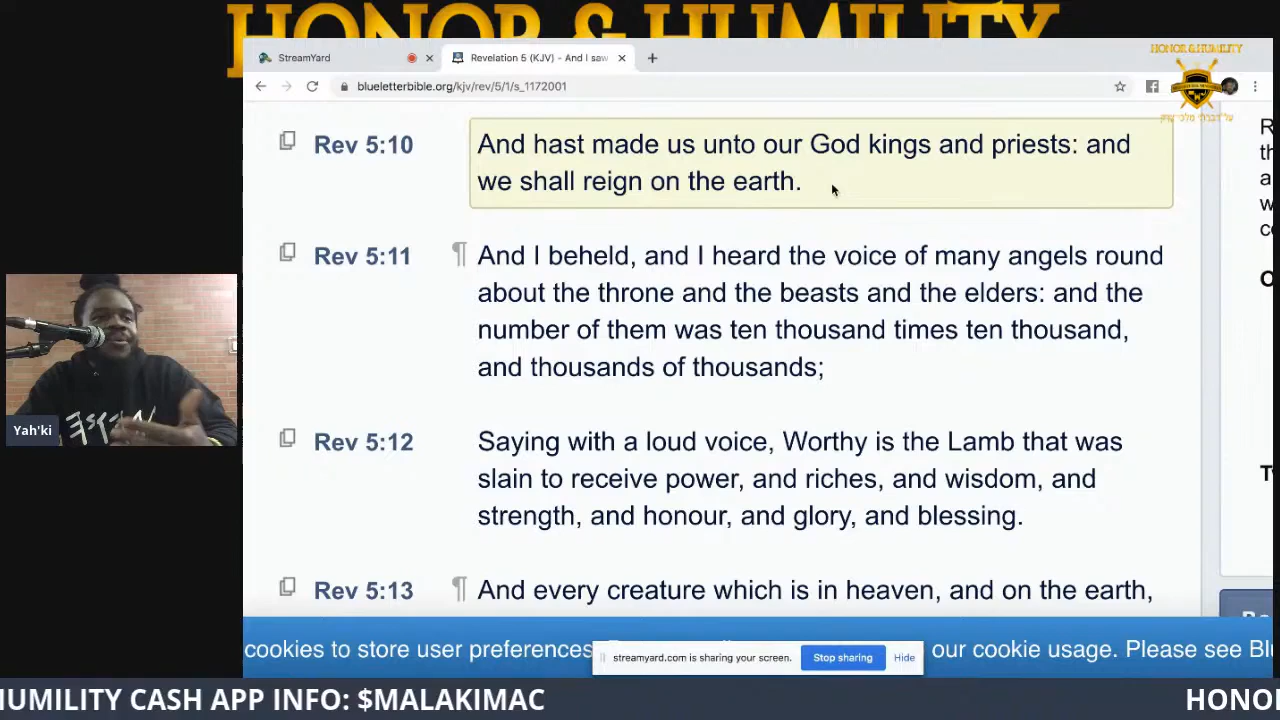 HONOR & HUMILITY
StreamYard
Revelation 5 (KJV) - And I saw
HONOR & HUMILITY
blueletterbible.org/kjv/rev/5/1/s_1172001
Rev 5:10
And hast made us unto our God kings and priests: and
we shall reign on the earth.
Rev 5:11
¶ And I beheld, and I heard the voice of many angels round
about the throne and the beasts and the elders: and the
number of them was ten thousand times ten thousand,
and thousands of thousands;
Yah'ki
Rev 5:12
Saying with a loud voice, Worthy is the Lamb that was
slain to receive power, and riches, and wisdom, and
strength, and honour, and glory, and blessing.
Rev 5:13
¶ And every creature which is in heaven, and on the earth,
cookies to store user preferences
our cookie usage. Please see Bl
streamyard.com is sharing your screen.
Stop sharing
Hide
HUMILITY CASH APP INFO: $MALAKIMAC
HONO